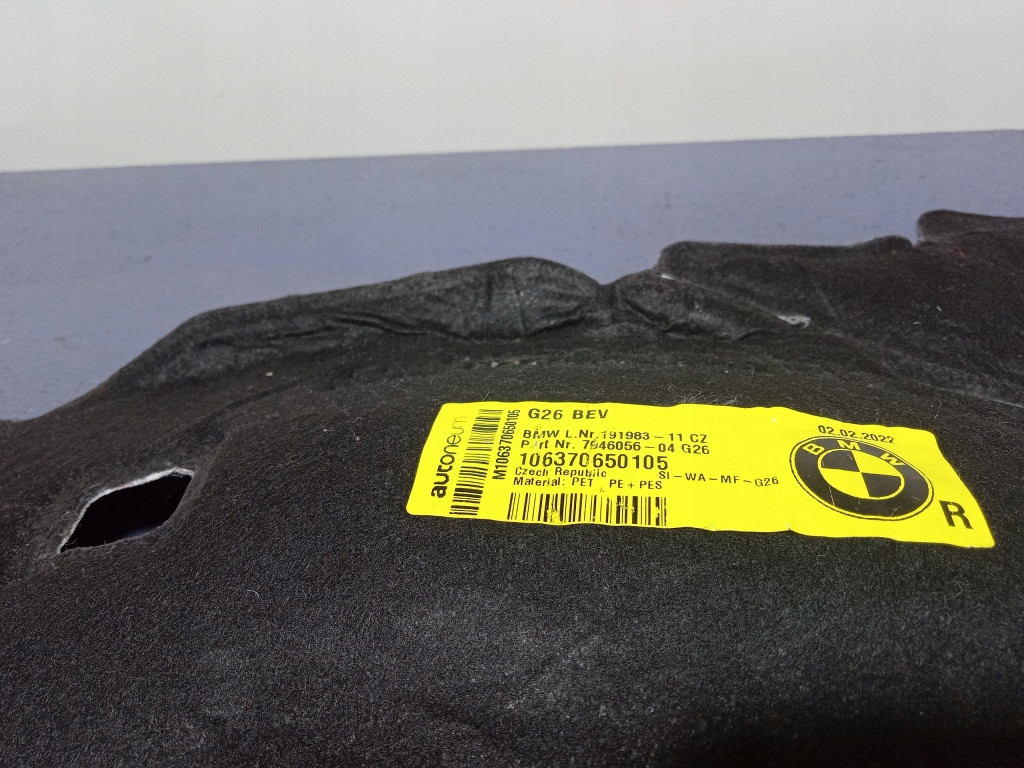 autoneum
M106370650105
G26 BEV
BMW L.Nr.191983-11 CZ
Part Nr. 7946056-04 G26
106370650105
Czech Republic SI-WA-MF-G26
Material: PET PE+PES
02.02.2022
BMW
R